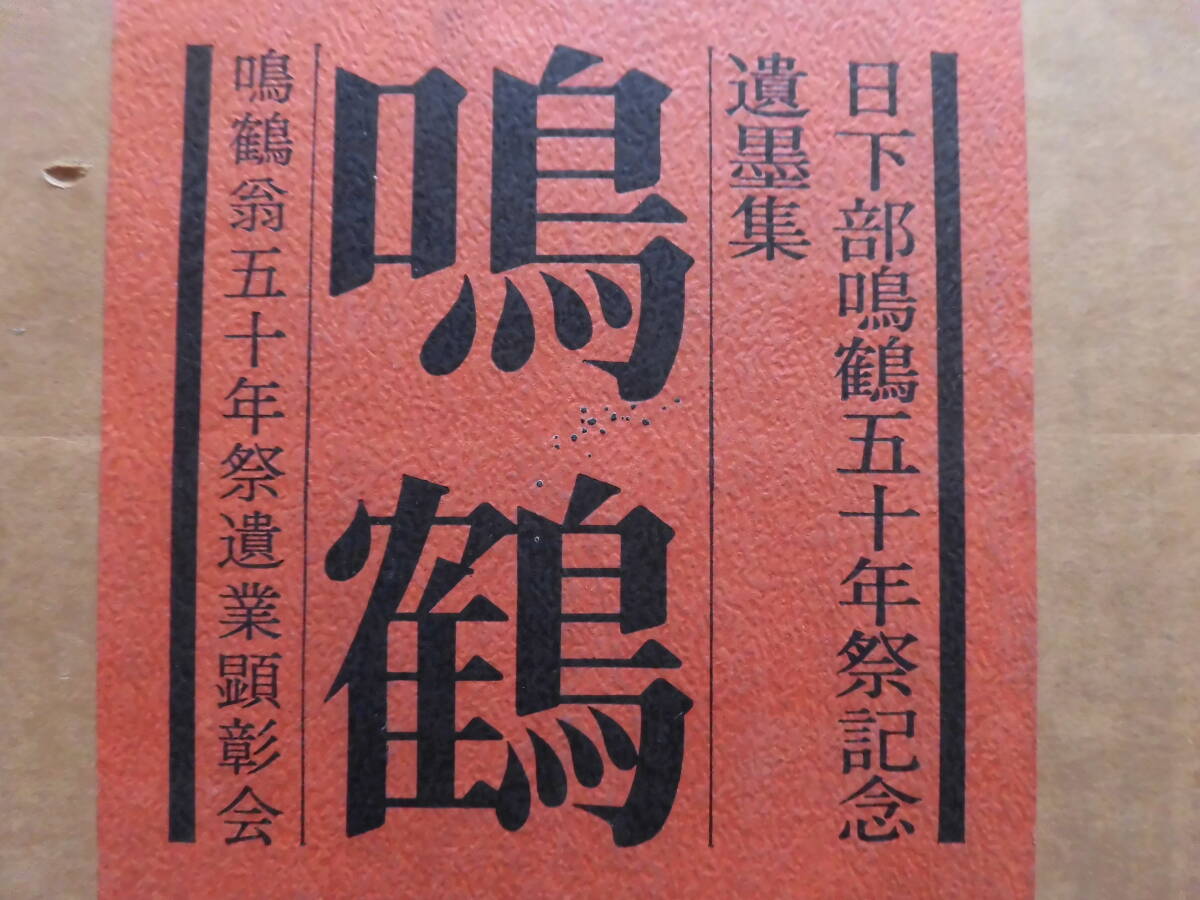 日下部鳴鶴五十年祭記念
遺墨集
鳴鶴
鳴鶴翁五十年祭遺業顕彰会